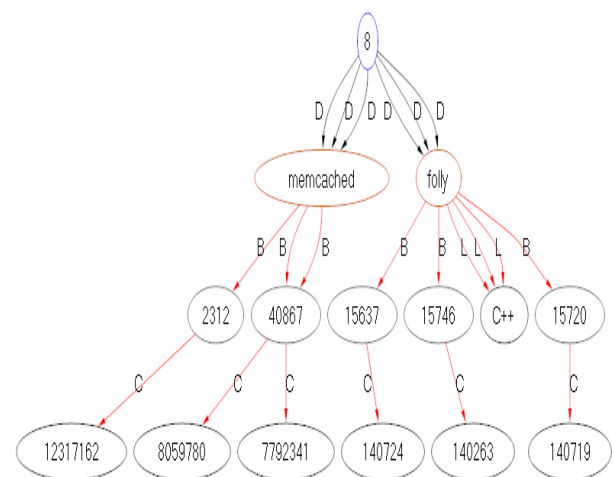 8
D D D D D D
memcached folly
B B B B B L L L B
2312 40867 15637 15746 C++ 15720
C C C C C C
12317162 8059780 7792341 140724 140263 140719